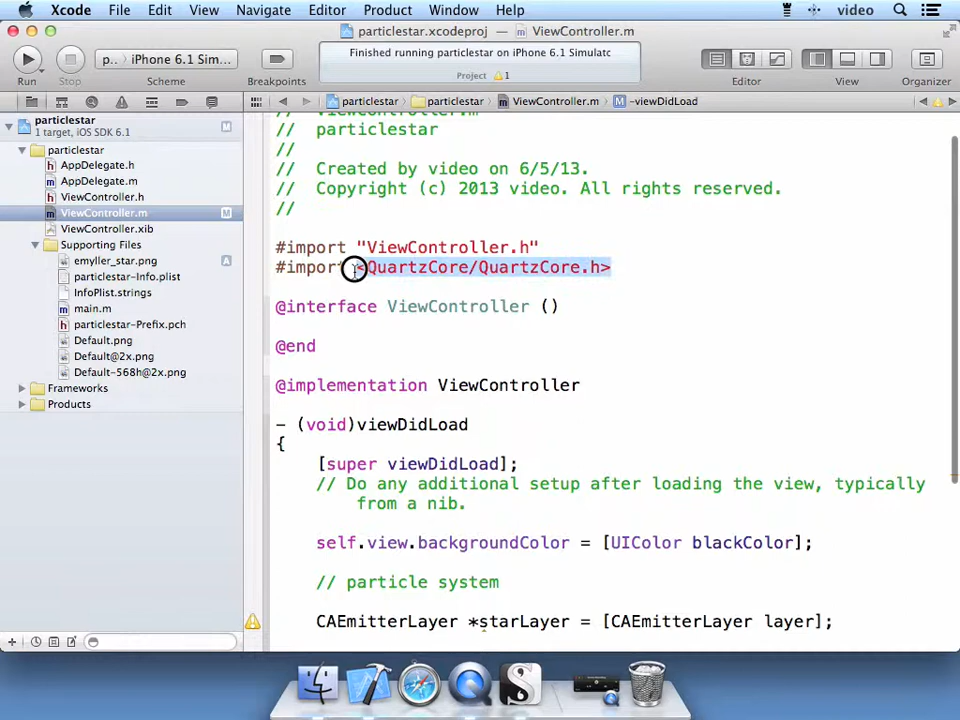 Xcode File Edit View Navigate Editor Product Window Help video
particlestar.xcodeproj — ViewController.m
p.. iPhone 6.1 Sim...
Finished running particlestar on iPhone 6.1 Simulatc
Project 1
Run Stop Scheme Breakpoints Editor View Organizer
particlestar particlestar ViewController.m -viewDidLoad
particlestar M
1 target, iOS SDK 6.1
particlestar
AppDelegate.h
AppDelegate.m
ViewController.h
ViewController.m M
ViewController.xib
Supporting Files
emyller_star.png A
particlestar-Info.plist
InfoPlist.strings
main.m
particlestar-Prefix.pch
Default.png
Default@2x.png
Default-568h@2x.png
Frameworks
Products
// ViewController.m
// particlestar
//
// Created by video on 6/5/13.
// Copyright (c) 2013 video. All rights reserved.
//
#import "ViewController.h"
#import <QuartzCore/QuartzCore.h>
@interface ViewController ()
@end
@implementation ViewController
- (void)viewDidLoad
{
[super viewDidLoad];
// Do any additional setup after loading the view, typically
from a nib.
self.view.backgroundColor = [UIColor blackColor];
// particle system
CAEmitterLayer *starLayer = [CAEmitterLayer layer];